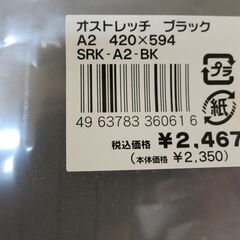 オストレッチ ブラック
A2 420×594
SRK-A2-BK
プラ
紙
4963783360616
税込価格 ¥2,467
(本体価格 ¥2,350)